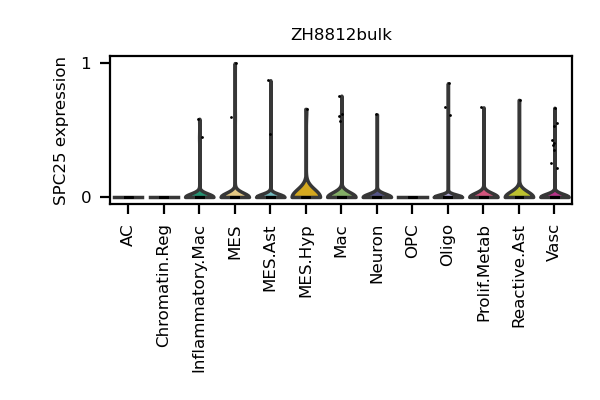 ZH8812bulk
SPC25 expression
1
0
AC
Chromatin.Reg
Inflammatory.Mac
MES
MES.Ast
MES.Hyp
Mac
Neuron
OPC
Oligo
Prolif.Metab
Reactive.Ast
Vasc